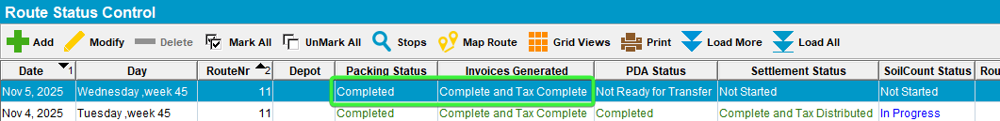 Route Status Control
Add Modify Delete Mark All UnMark All Stops Map Route Grid Views Print Load More Load All
Date 1 Day RouteNr 2 Depot Packing Status Invoices Generated PDA Status Settlement Status SoilCount Status Rou
Nov 5, 2025 Wednesday ,week 45 11 Completed Complete and Tax Complete Not Ready for Transfer Not Started Not Started
Nov 4, 2025 Tuesday ,week 45 11 Completed Complete and Tax Complete Completed Complete and Tax Distributed In Progress